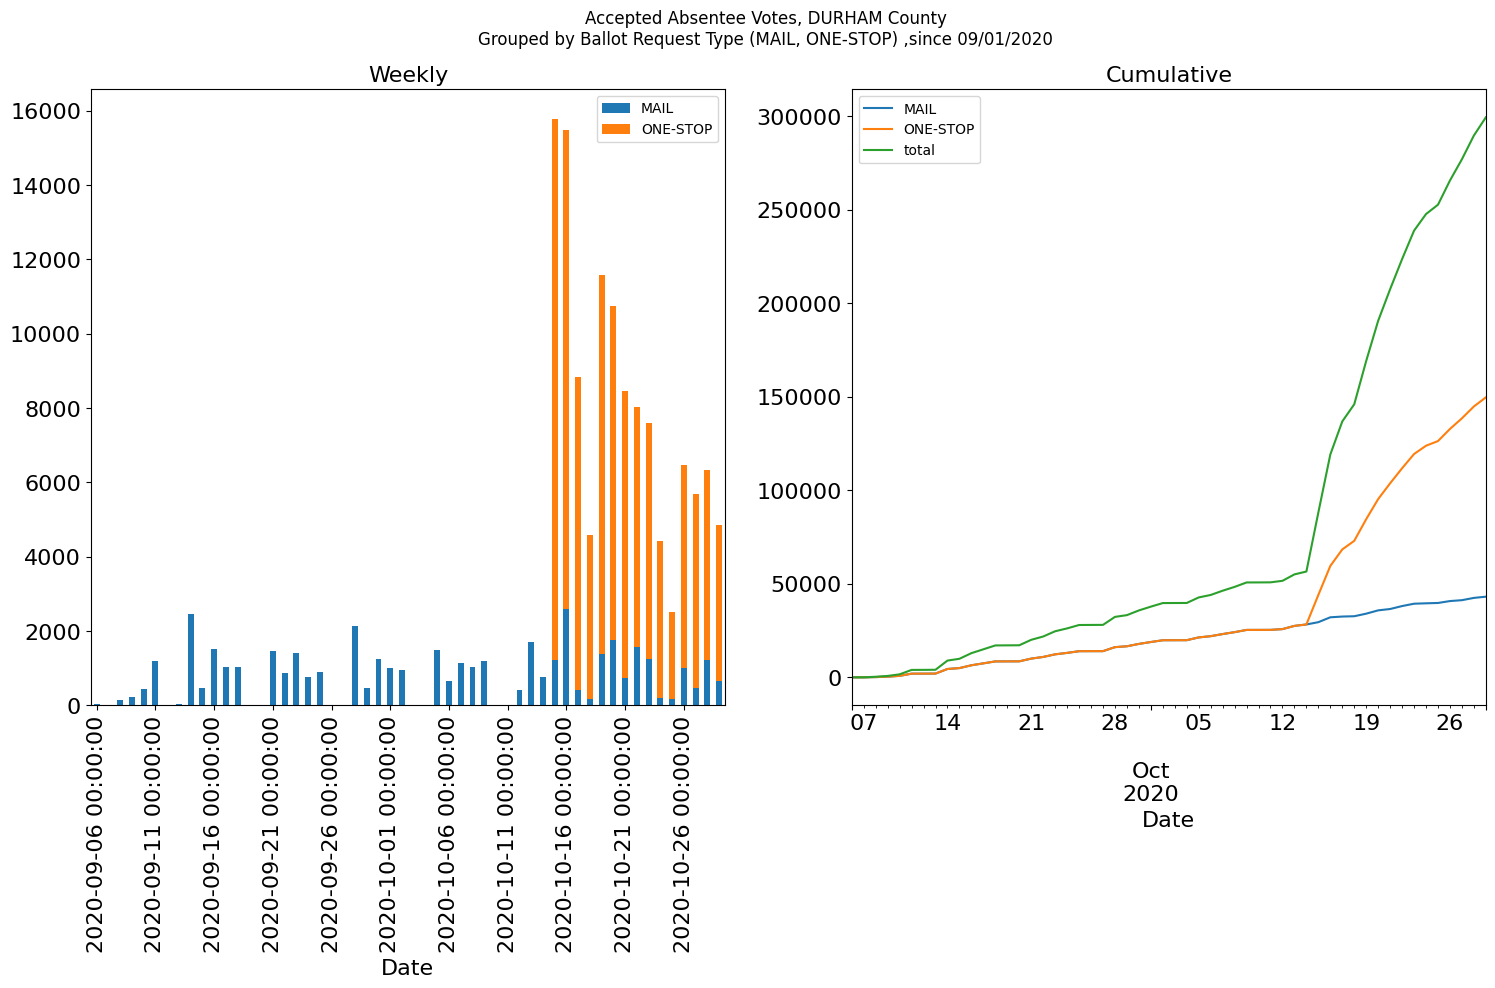 Accepted Absentee Votes, DURHAM County
Grouped by Ballot Request Type (MAIL, ONE-STOP) ,since 09/01/2020
Weekly
MAIL
ONE-STOP
16000
14000
12000
10000
8000
6000
4000
2000
0
2020-09-06 00:00:00
2020-09-11 00:00:00
2020-09-16 00:00:00
2020-09-21 00:00:00
2020-09-26 00:00:00
2020-10-01 00:00:00
2020-10-06 00:00:00
2020-10-11 00:00:00
2020-10-16 00:00:00
2020-10-21 00:00:00
2020-10-26 00:00:00
Date
Cumulative
MAIL
ONE-STOP
total
300000
250000
200000
150000
100000
50000
0
07 14 21 28 05 12 19 26
Oct
2020
Date